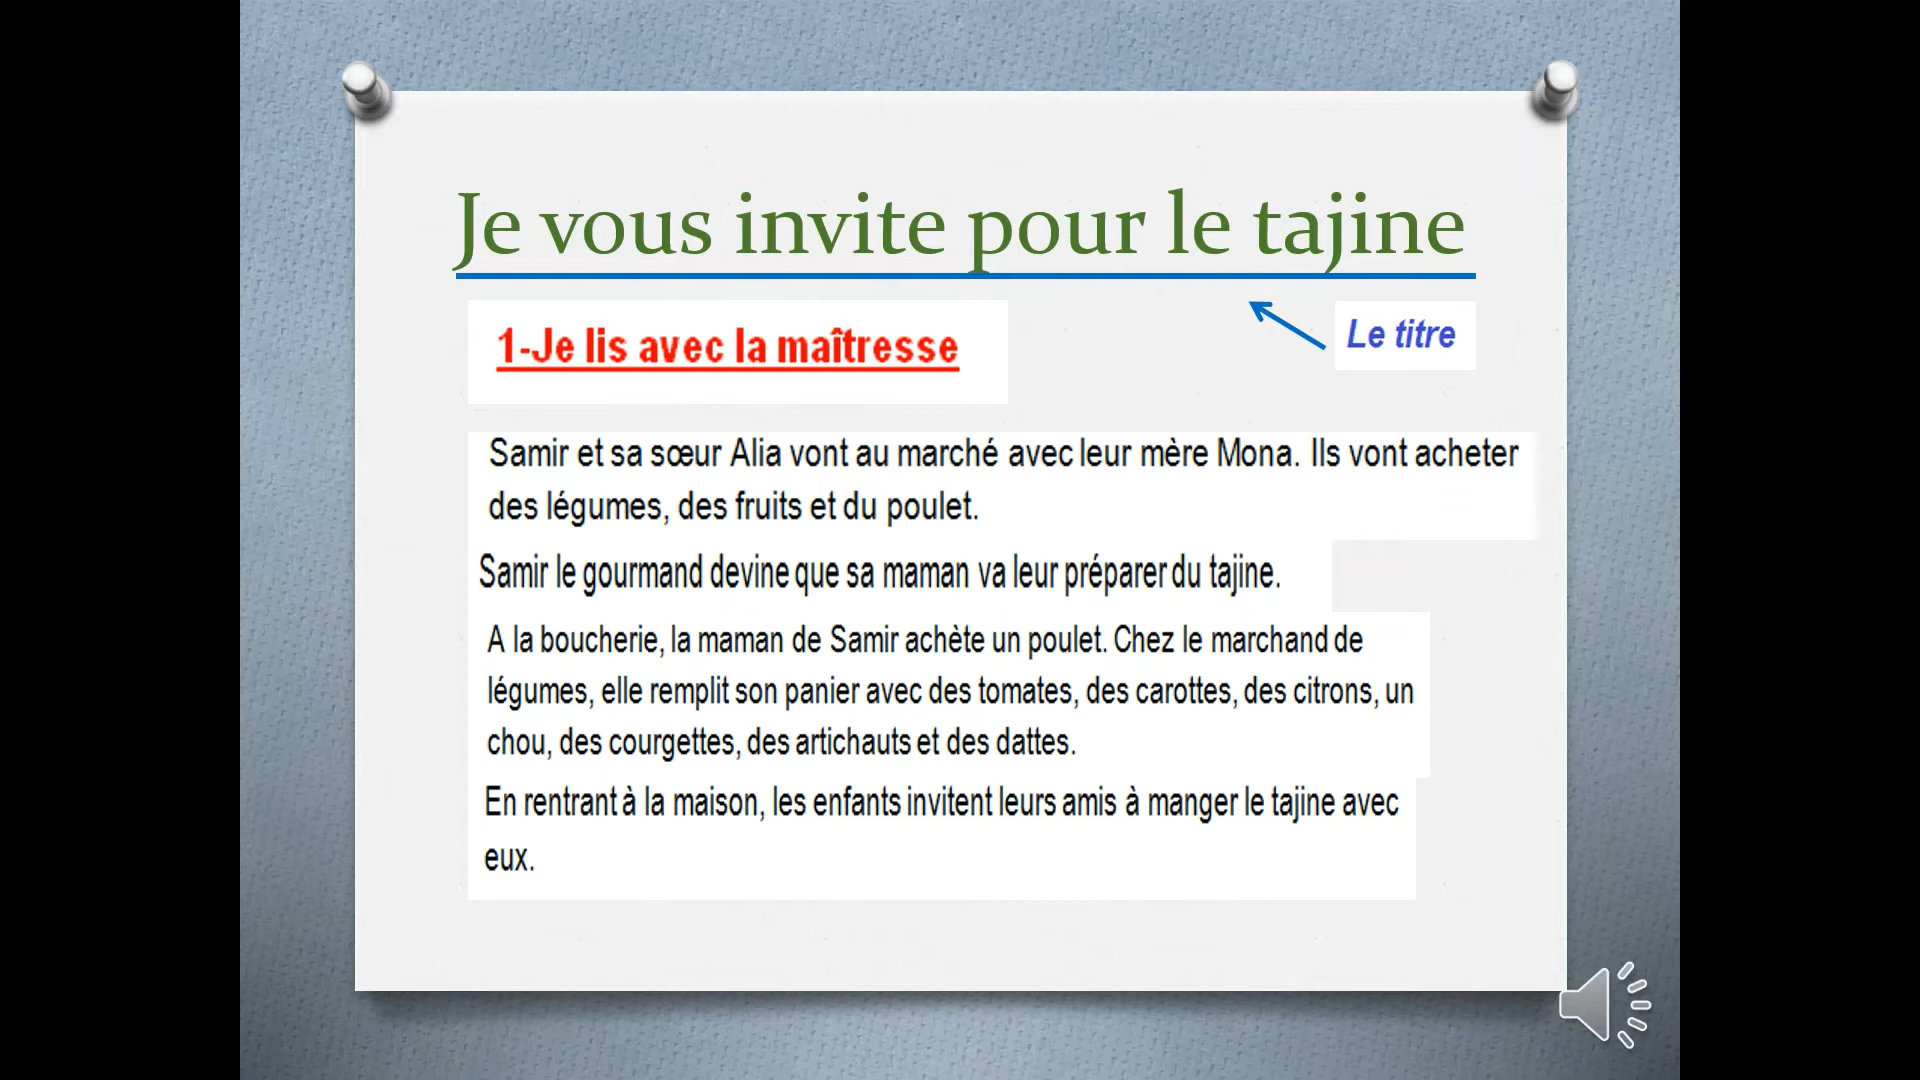 Je vous invite pour le tajine
1-Je lis avec la maîtresse
Le titre
Samir et sa sœur Alia vont au marché avec leur mère Mona. Ils vont acheter
des légumes, des fruits et du poulet.
Samir le gourmand devine que sa maman va leur préparer du tajine.
A la boucherie, la maman de Samir achète un poulet. Chez le marchand de
légumes, elle remplit son panier avec des tomates, des carottes, des citrons, un
chou, des courgettes, des artichauts et des dattes.
En rentrant à la maison, les enfants invitent leurs amis à manger le tajine avec
eux.